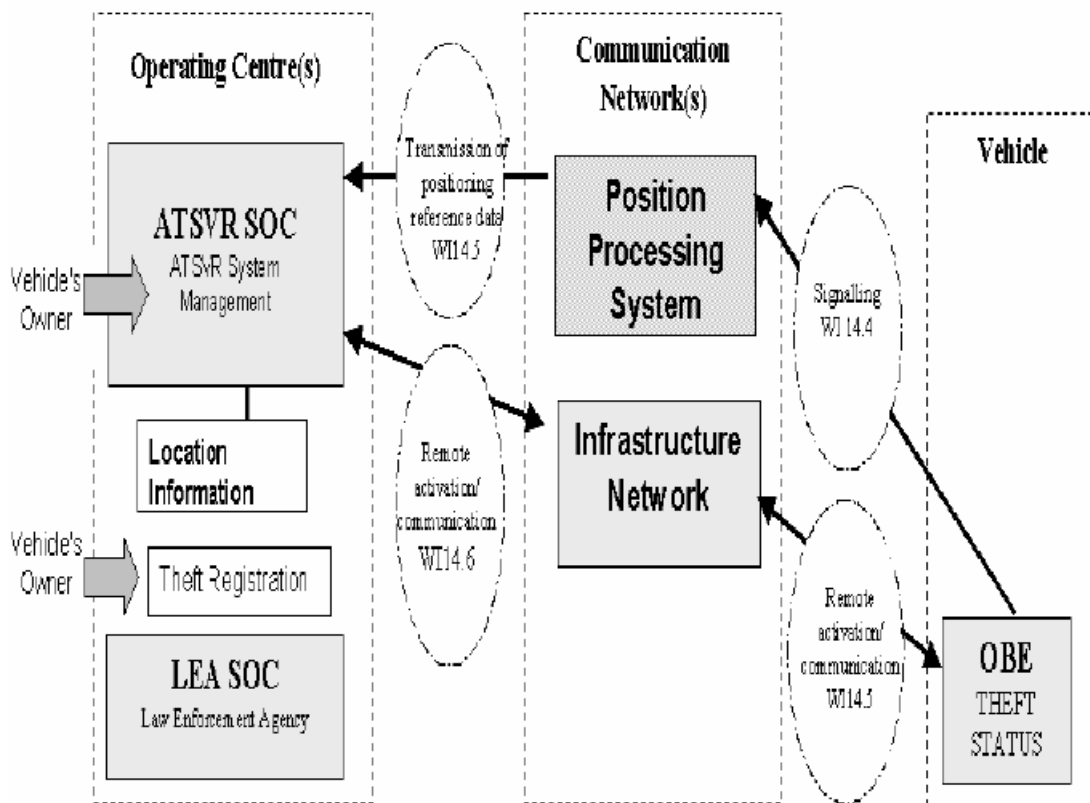 Operating Centre(s)
Communication
Network(s)
Vehicle
Transmission of
positioning
reference data
WI14.5
ATSVR SOC
ATSVR System
Management
Vehicle's
Owner
Position
Processing
System
Signalling
WI 14.4
Location
Information
Remote
activation/
communication
WI14.6
Infrastructure
Network
Vehicle's
Owner
Theft Registration
Remote
activation/
communication
WI14.5
LEA SOC
Law Enforcement Agency
OBE
THEFT
STATUS